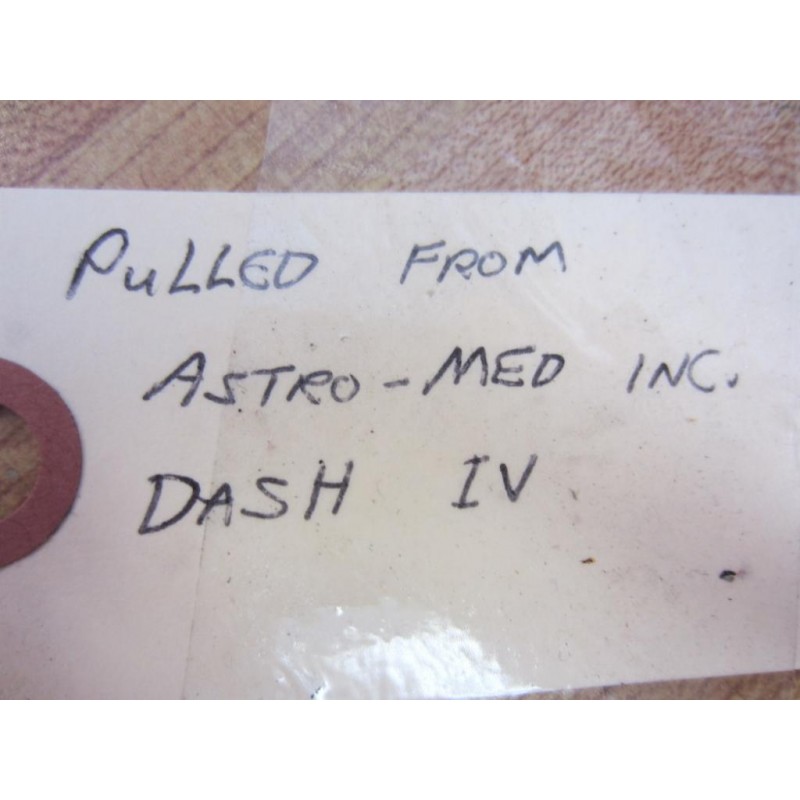 PuLLED FROM
ASTRO-MED INC.
DASH IV